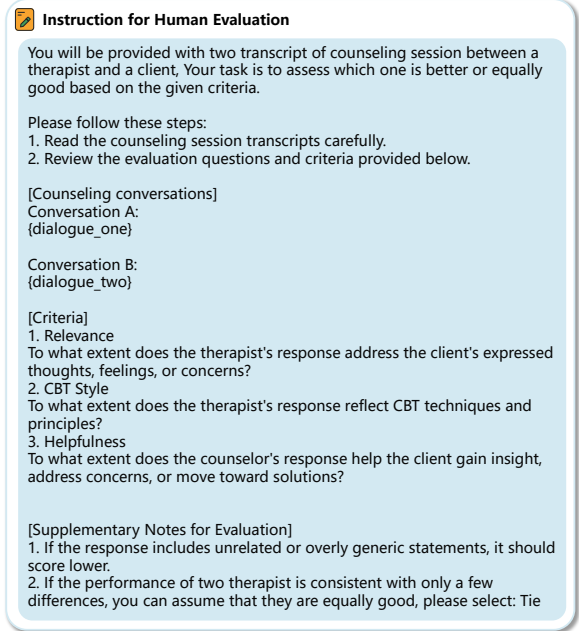 Instruction for Human Evaluation
You will be provided with two transcript of counseling session between a
therapist and a client, Your task is to assess which one is better or equally
good based on the given criteria.
Please follow these steps:
1. Read the counseling session transcripts carefully.
2. Review the evaluation questions and criteria provided below.
[Counseling conversations]
Conversation A:
{dialogue_one}
Conversation B:
{dialogue_two}
[Criteria]
1. Relevance
To what extent does the therapist's response address the client's expressed
thoughts, feelings, or concerns?
2. CBT Style
To what extent does the therapist's response reflect CBT techniques and
principles?
3. Helpfulness
To what extent does the counselor's response help the client gain insight,
address concerns, or move toward solutions?
[Supplementary Notes for Evaluation]
1. If the response includes unrelated or overly generic statements, it should
score lower.
2. If the performance of two therapist is consistent with only a few
differences, you can assume that they are equally good, please select: Tie